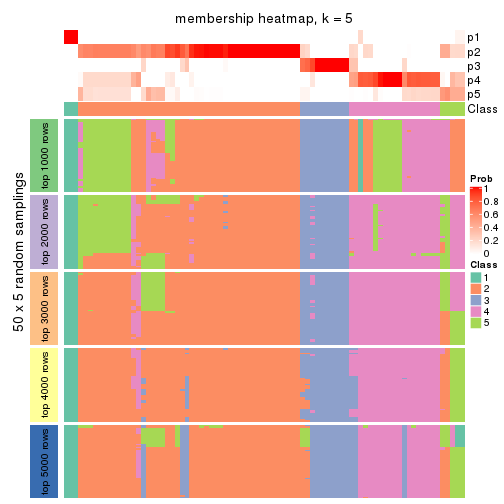 membership heatmap, k = 5
p1
p2
p3
p4
p5
Class
50 x 5 random samplings
top 1000 rows
top 2000 rows
top 3000 rows
top 4000 rows
top 5000 rows
Prob
1
0.8
0.6
0.4
0.2
0
Class
1
2
3
4
5